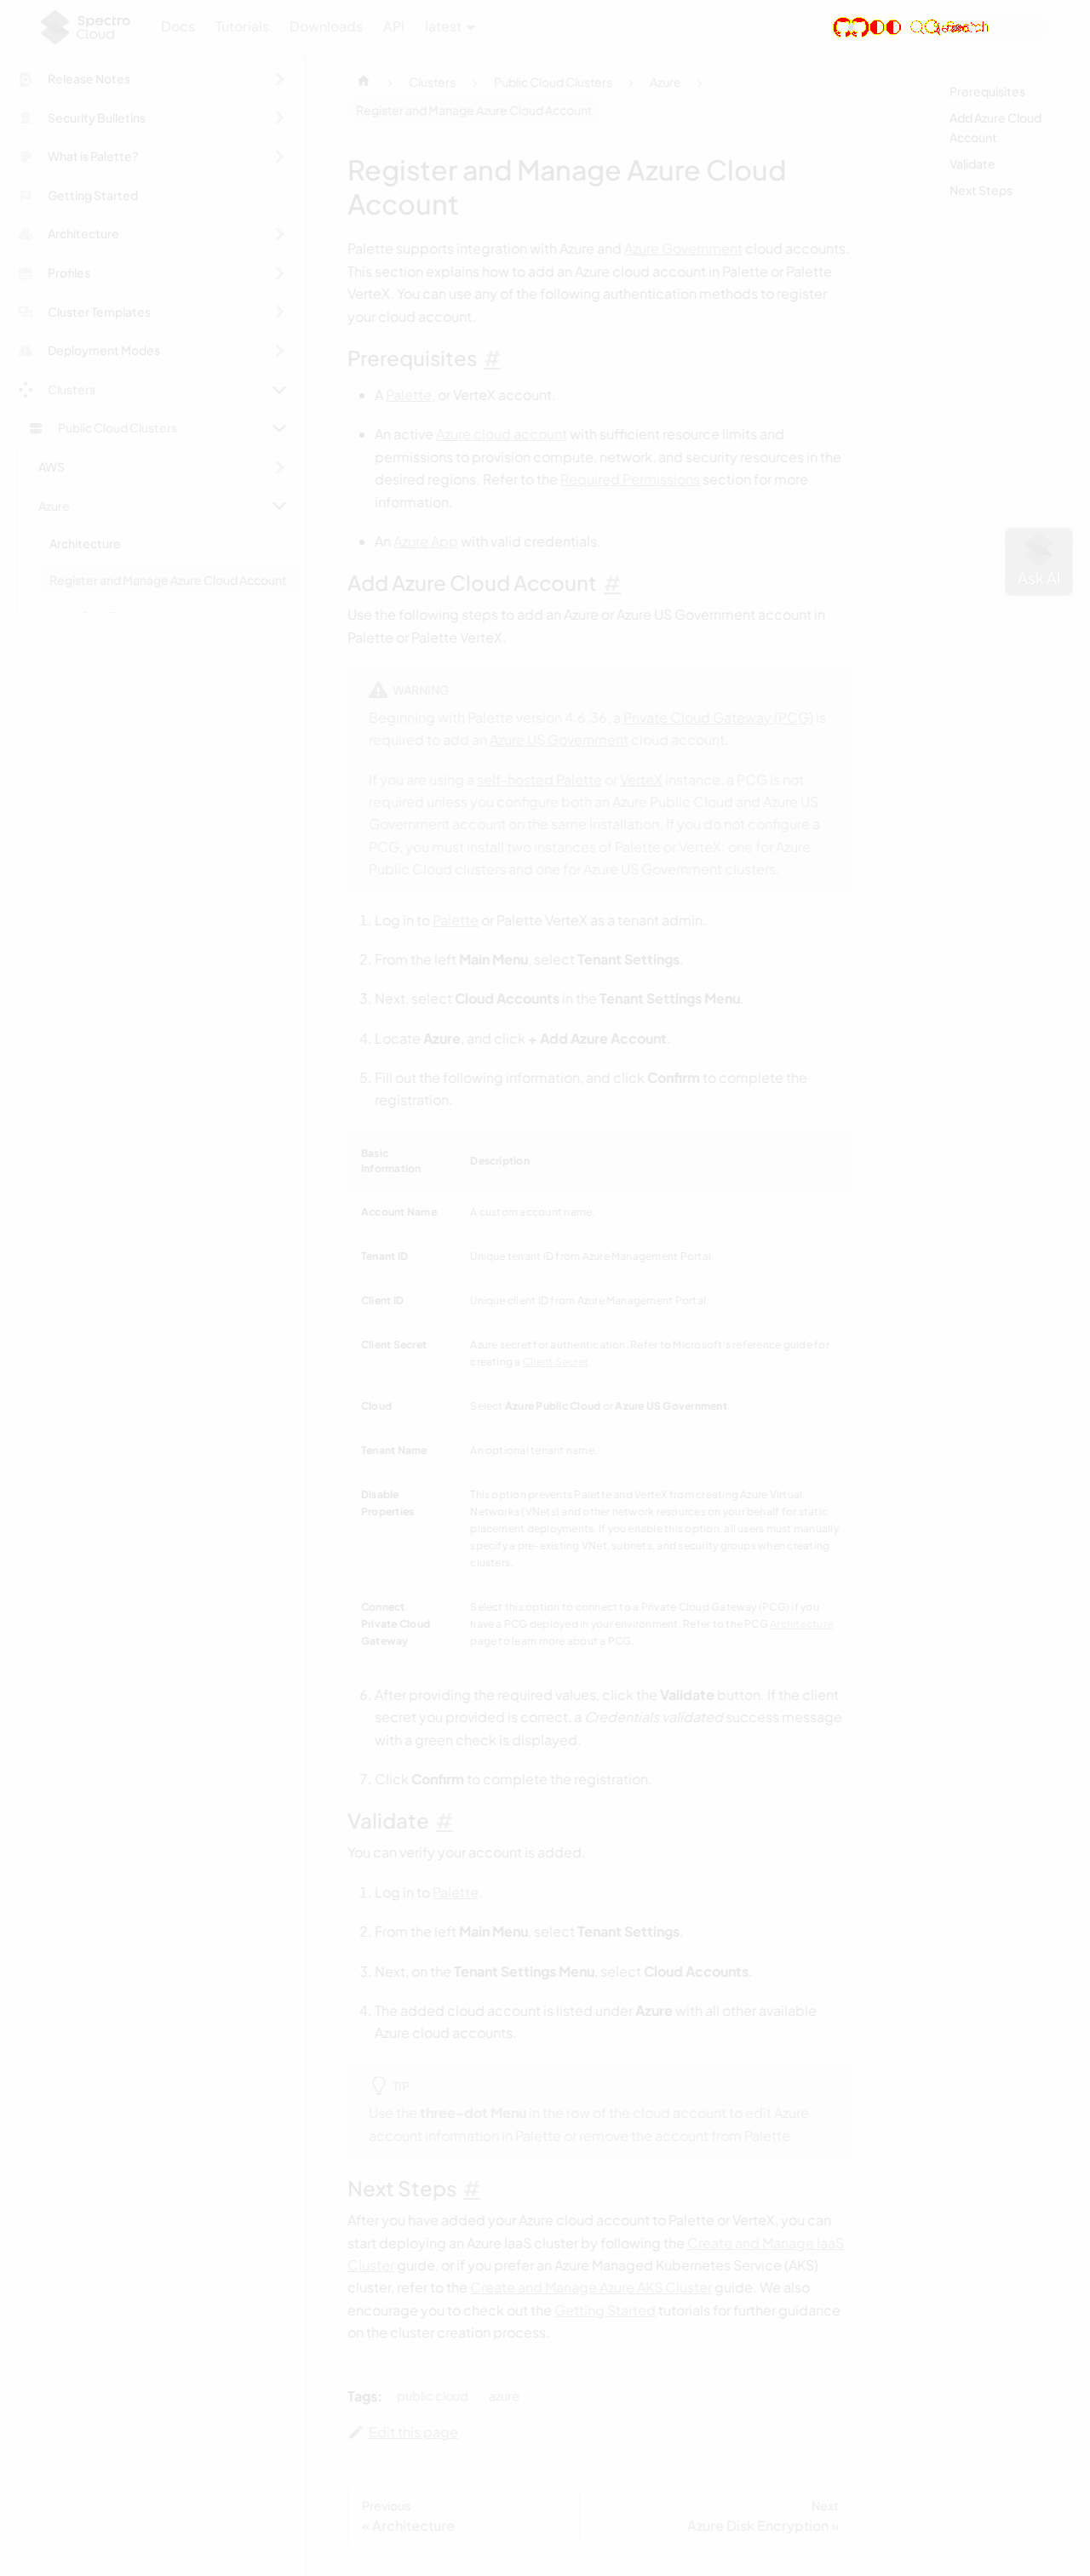 Spectro
Cloud
Docs
Tutorials
Downloads
API
latest
Release Notes
Security Bulletins
What is Palette?
Getting Started
Architecture
Profiles
Cluster Templates
Deployment Modes
Clusters
Public Cloud Clusters
AWS
Azure
Architecture
Register and Manage Azure Cloud Account
Clusters
Public Cloud Clusters
Azure
Register and Manage Azure Cloud Account
Register and Manage Azure Cloud
Account
Palette supports integration with Azure and Azure Government cloud accounts.
This section explains how to add an Azure cloud account in Palette or Palette
VerteX. You can use any of the following authentication methods to register
your cloud account.
Prerequisites #
A Palette, or VerteX account.
An active Azure cloud account with sufficient resource limits and
permissions to provision compute, network, and security resources in the
desired regions. Refer to the Required Permissions section for more
information.
An Azure App with valid credentials.
Add Azure Cloud Account #
Use the following steps to add an Azure or Azure US Government account in
Palette or Palette VerteX.
WARNING
Beginning with Palette version 4.6.36, a Private Cloud Gateway (PCG) is
required to add an Azure US Government cloud account.
If you are using a self-hosted Palette or VerteX instance, a PCG is not
required unless you configure both an Azure Public Cloud and Azure US
Government account on the same installation. If you do not configure a
PCG, you must install two instances of Palette or VerteX: one for Azure
Public Cloud clusters and one for Azure US Government clusters.
1. Log in to Palette or Palette VerteX as a tenant admin.
2. From the left Main Menu, select Tenant Settings.
3. Next, select Cloud Accounts in the Tenant Settings Menu.
4. Locate Azure, and click + Add Azure Account.
5. Fill out the following information, and click Confirm to complete the
registration.
Basic
Information
Description
Account Name
A custom account name.
Tenant ID
Unique tenant ID from Azure Management Portal.
Client ID
Unique client ID from Azure Management Portal.
Client Secret
Azure secret for authentication. Refer to Microsoft's reference guide for
creating a Client Secret.
Cloud
Select Azure Public Cloud or Azure US Government.
Tenant Name
An optional tenant name.
Disable
Properties
This option prevents Palette and VerteX from creating Azure Virtual
Networks (VNets) and other network resources on your behalf for static
placement deployments. If you enable this option, all users must manually
specify a pre-existing VNet, subnets, and security groups when creating
clusters.
Connect
Private Cloud
Gateway
Select this option to connect to a Private Cloud Gateway (PCG) if you
have a PCG deployed in your environment. Refer to the PCG Architecture
page to learn more about a PCG.
6. After providing the required values, click the Validate button. If the client
secret you provided is correct, a Credentials validated success message
with a green check is displayed.
7. Click Confirm to complete the registration.
Validate #
You can verify your account is added.
1. Log in to Palette.
2. From the left Main Menu, select Tenant Settings.
3. Next, on the Tenant Settings Menu, select Cloud Accounts.
4. The added cloud account is listed under Azure with all other available
Azure cloud accounts.
TIP
Use the three-dot Menu in the row of the cloud account to edit Azure
account information in Palette or remove the account from Palette.
Next Steps #
After you have added your Azure cloud account to Palette or VerteX, you can
start deploying an Azure IaaS cluster by following the Create and Manage IaaS
Cluster guide, or if you prefer an Azure Managed Kubernetes Service (AKS)
cluster, refer to the Create and Manage Azure AKS Cluster guide. We also
encourage you to check out the Getting Started tutorials for further guidance
on the cluster creation process.
Tags:
public cloud
azure
Edit this page
Previous
« Architecture
Next
Azure Disk Encryption »
Prerequisites
Add Azure Cloud
Account
Validate
Next Steps
Ask AI